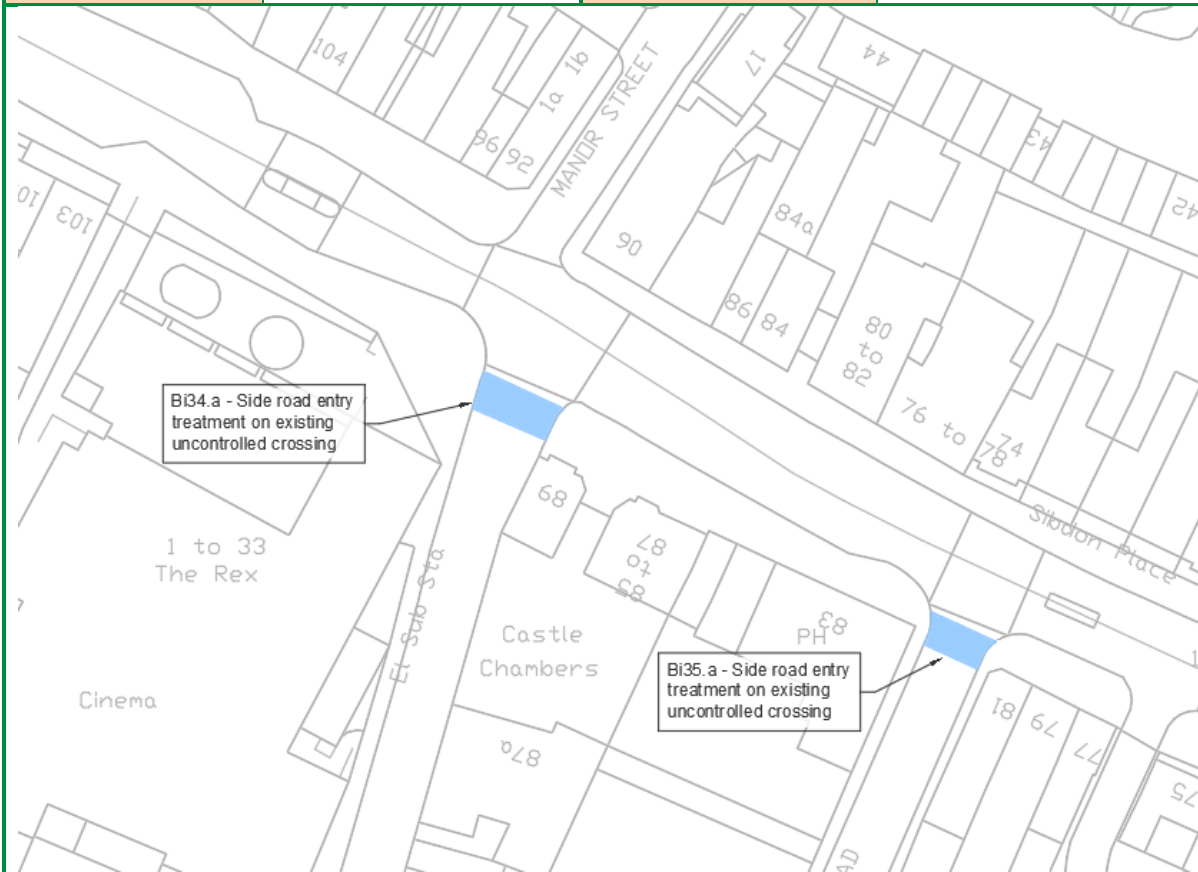 104
96
92
1a
1b
MANOR STREET
17
44
43
42
103
10
90
84a
86
84
80
to
82
76 to
78
74
Sibdon Place
Bi34.a - Side road entry
treatment on existing
uncontrolled crossing
89
87
to
85
83
PH
1 to 33
The Rex
El Sub Sta
Castle
Chambers
Cinema
87a
Bi35.a - Side road entry
treatment on existing
uncontrolled crossing
81
79
77
75
1
AD